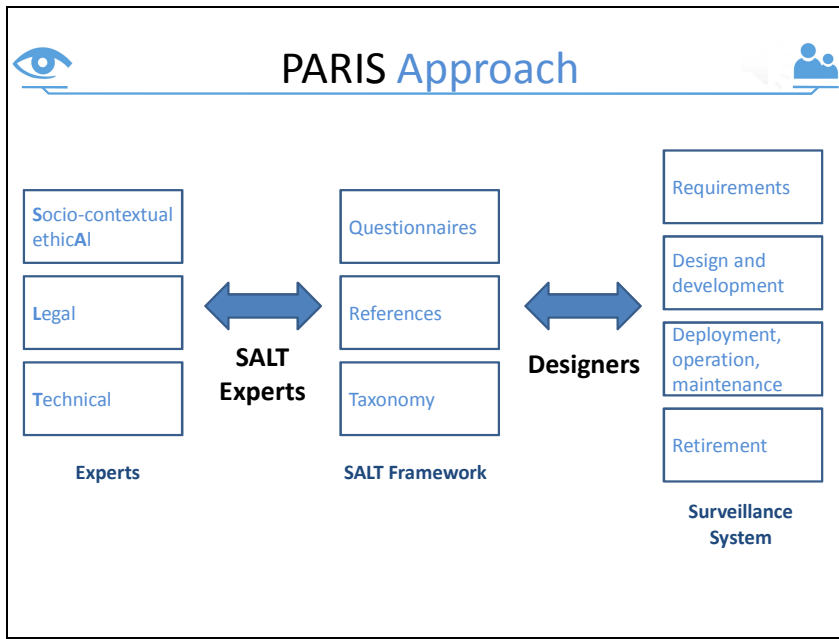 PARIS Approach
Socio-contextual
ethicAl
Legal
Technical
Experts
SALT
Experts
Questionnaires
References
Taxonomy
SALT Framework
Designers
Requirements
Design and
development
Deployment,
operation,
maintenance
Retirement
Surveillance
System